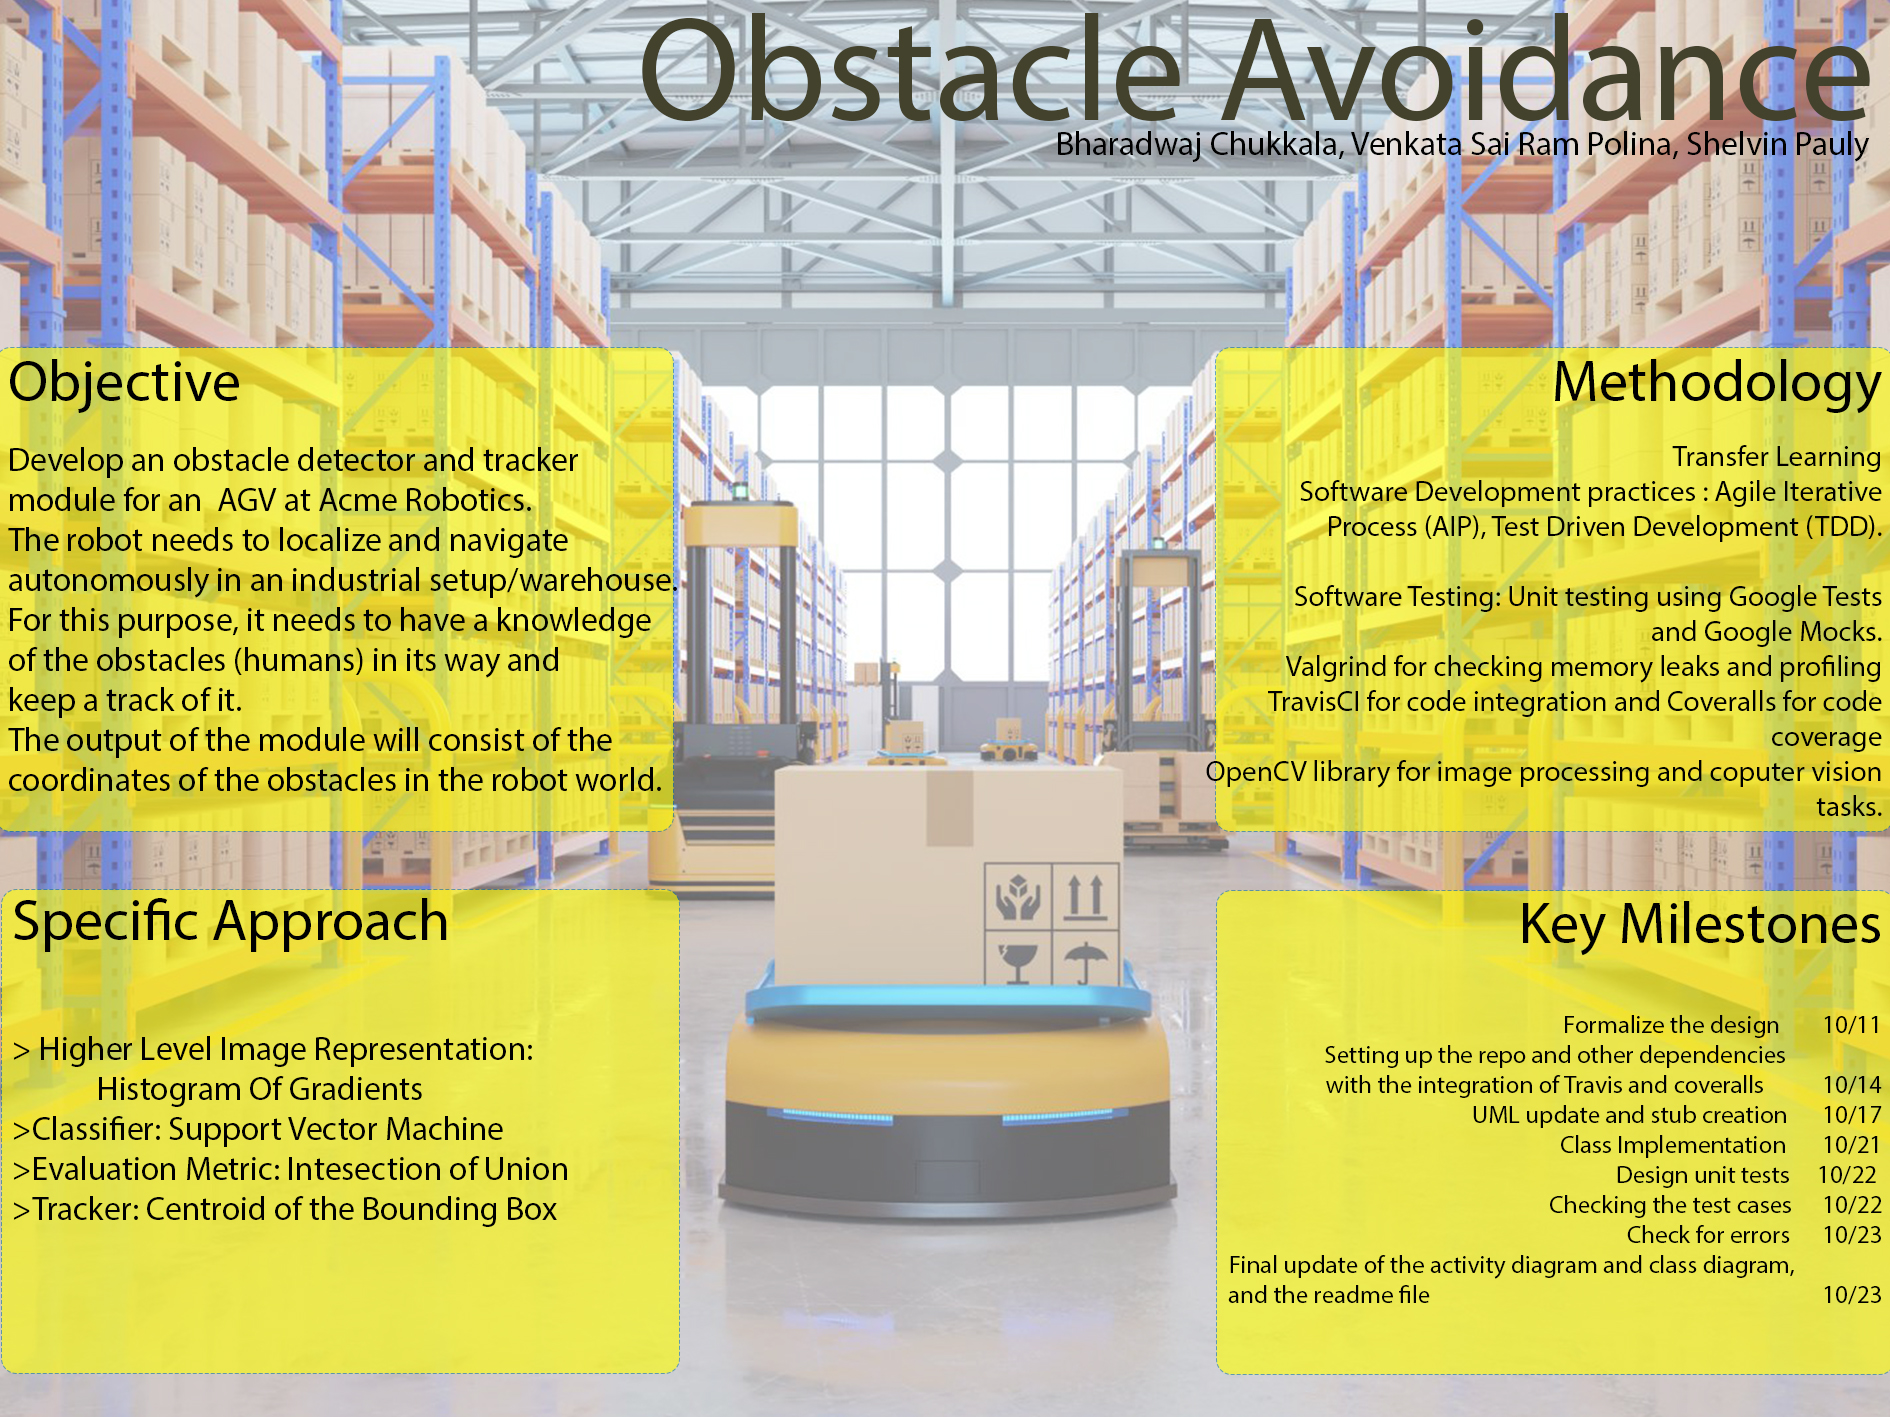 Obstacle Avoidance
Bharadwaj Chukkala, Venkata Sai Ram Polina, Shelvin Pauly
Objective
Develop an obstacle detector and tracker
module for an  AGV at Acme Robotics.
The robot needs to localize and navigate
autonomously in an industrial setup/warehouse.
For this purpose, it needs to have a knowledge
of the obstacles (humans) in its way and
keep a track of it.
The output of the module will consist of the
coordinates of the obstacles in the robot world.
Methodology
Transfer Learning
Software Development practices : Agile Iterative
Process (AIP), Test Driven Development (TDD).
Software Testing: Unit testing using Google Tests
and Google Mocks.
Valgrind for checking memory leaks and profiling
TravisCI for code integration and Coveralls for code
coverage
OpenCV library for image processing and coputer vision
tasks.
Specific Approach
> Higher Level Image Representation:
Histogram Of Gradients
>Classifier: Support Vector Machine
>Evaluation Metric: Intesection of Union
>Tracker: Centroid of the Bounding Box
Key Milestones
Formalize the design 10/11
Setting up the repo and other dependencies
with the integration of Travis and coveralls 10/14
UML update and stub creation 10/17
Class Implementation 10/21
Design unit tests 10/22
Checking the test cases 10/22
Check for errors 10/23
Final update of the activity diagram and class diagram,
and the readme file 10/23